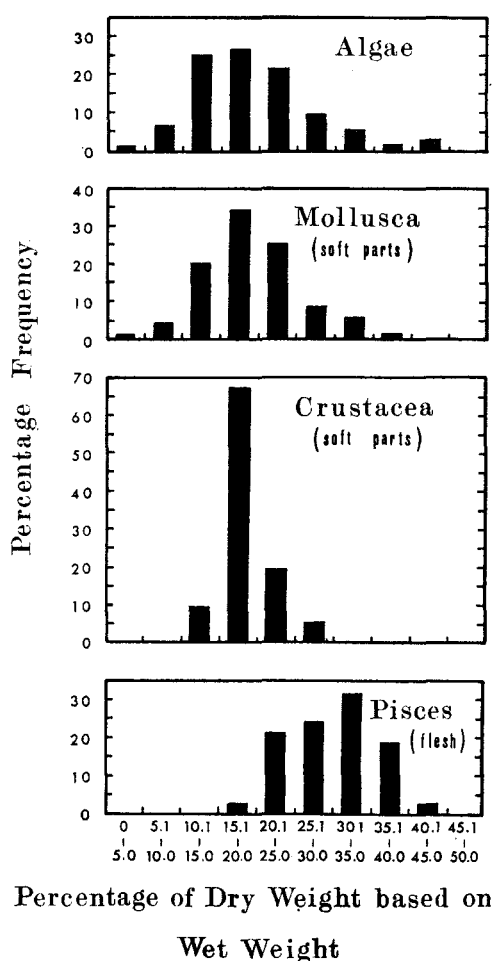 Algae
30
20
10
0
Mollusca
(soft parts)
40
30
20
10
0
Crustacea
(soft parts)
70
60
50
40
30
20
10
0
Pisces
(flesh)
30
20
10
0
Percentage Frequency
0 5.1 10.1 15.1 20.1 25.1 30.1 35.1 40.1 45.1
5.0 10.0 15.0 20.0 25.0 30.0 35.0 40.0 45.0 50.0
Percentage of Dry Weight based on
Wet Weight